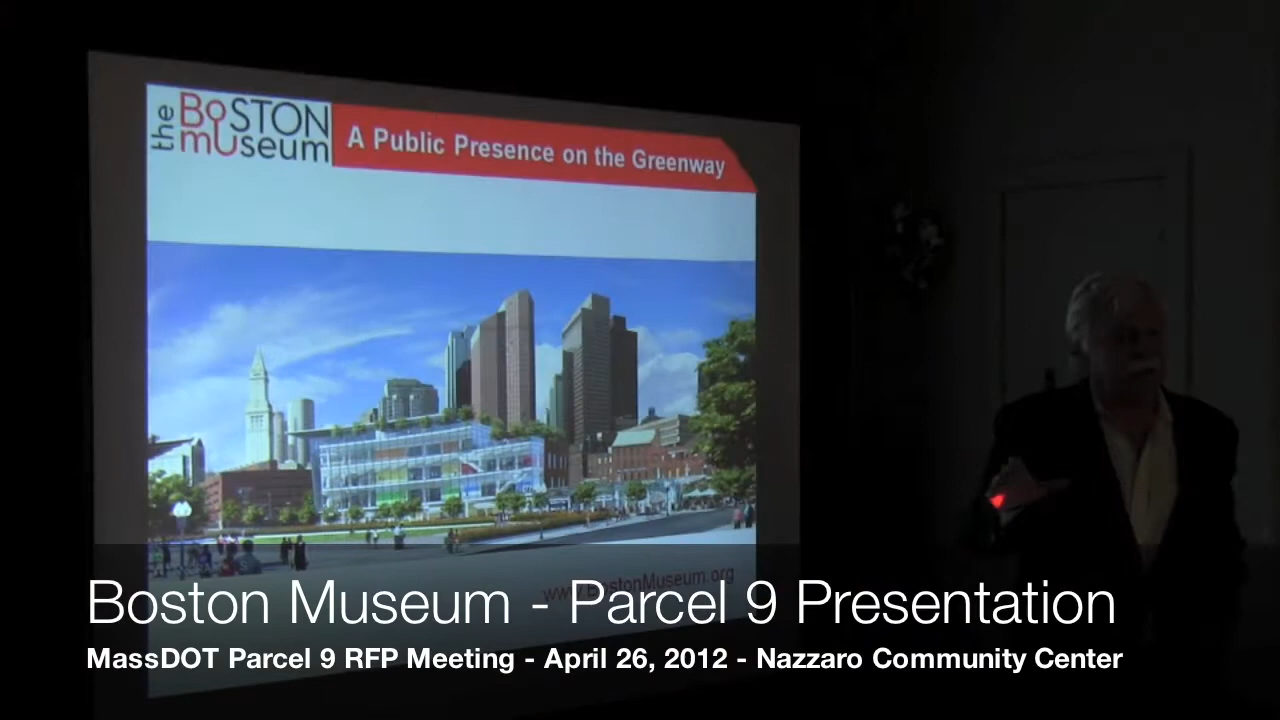 the BoSTON
mUseum
A Public Presence on the Greenway
www.BostonMuseum.org
Boston Museum - Parcel 9 Presentation
MassDOT Parcel 9 RFP Meeting - April 26, 2012 - Nazzaro Community Center